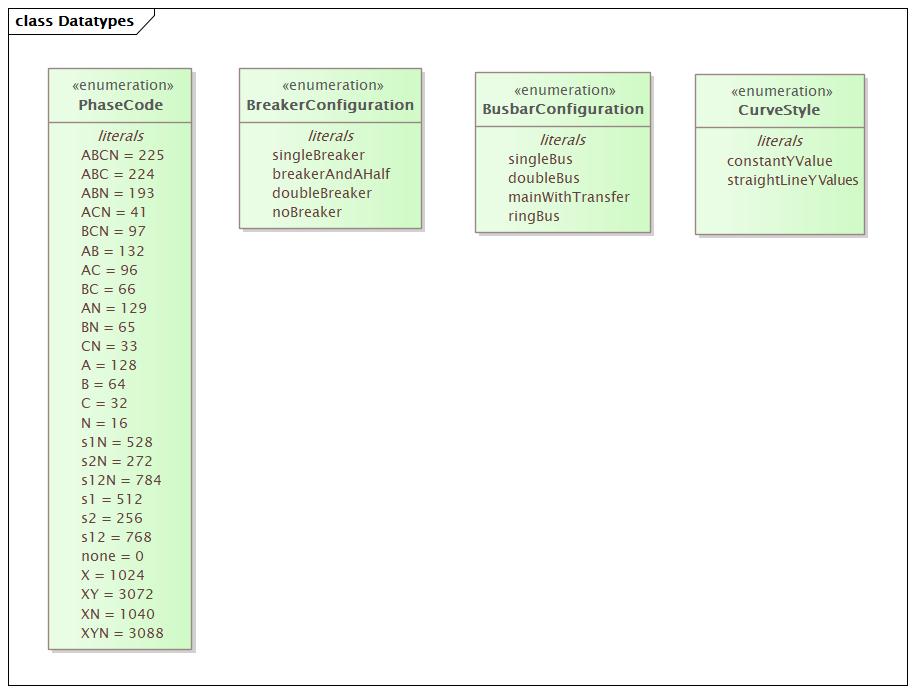 class Datatypes
«enumeration»
PhaseCode
literals
ABCN = 225
ABC = 224
ABN = 193
ACN = 41
BCN = 97
AB = 132
AC = 96
BC = 66
AN = 129
BN = 65
CN = 33
A = 128
B = 64
C = 32
N = 16
s1N = 528
s2N = 272
s12N = 784
s1 = 512
s2 = 256
s12 = 768
none = 0
X = 1024
XY = 3072
XN = 1040
XYN = 3088
«enumeration»
BreakerConfiguration
literals
singleBreaker
breakerAndAHalf
doubleBreaker
noBreaker
«enumeration»
BusbarConfiguration
literals
singleBus
doubleBus
mainWithTransfer
ringBus
«enumeration»
CurveStyle
literals
constantYValue
straightLineYValues